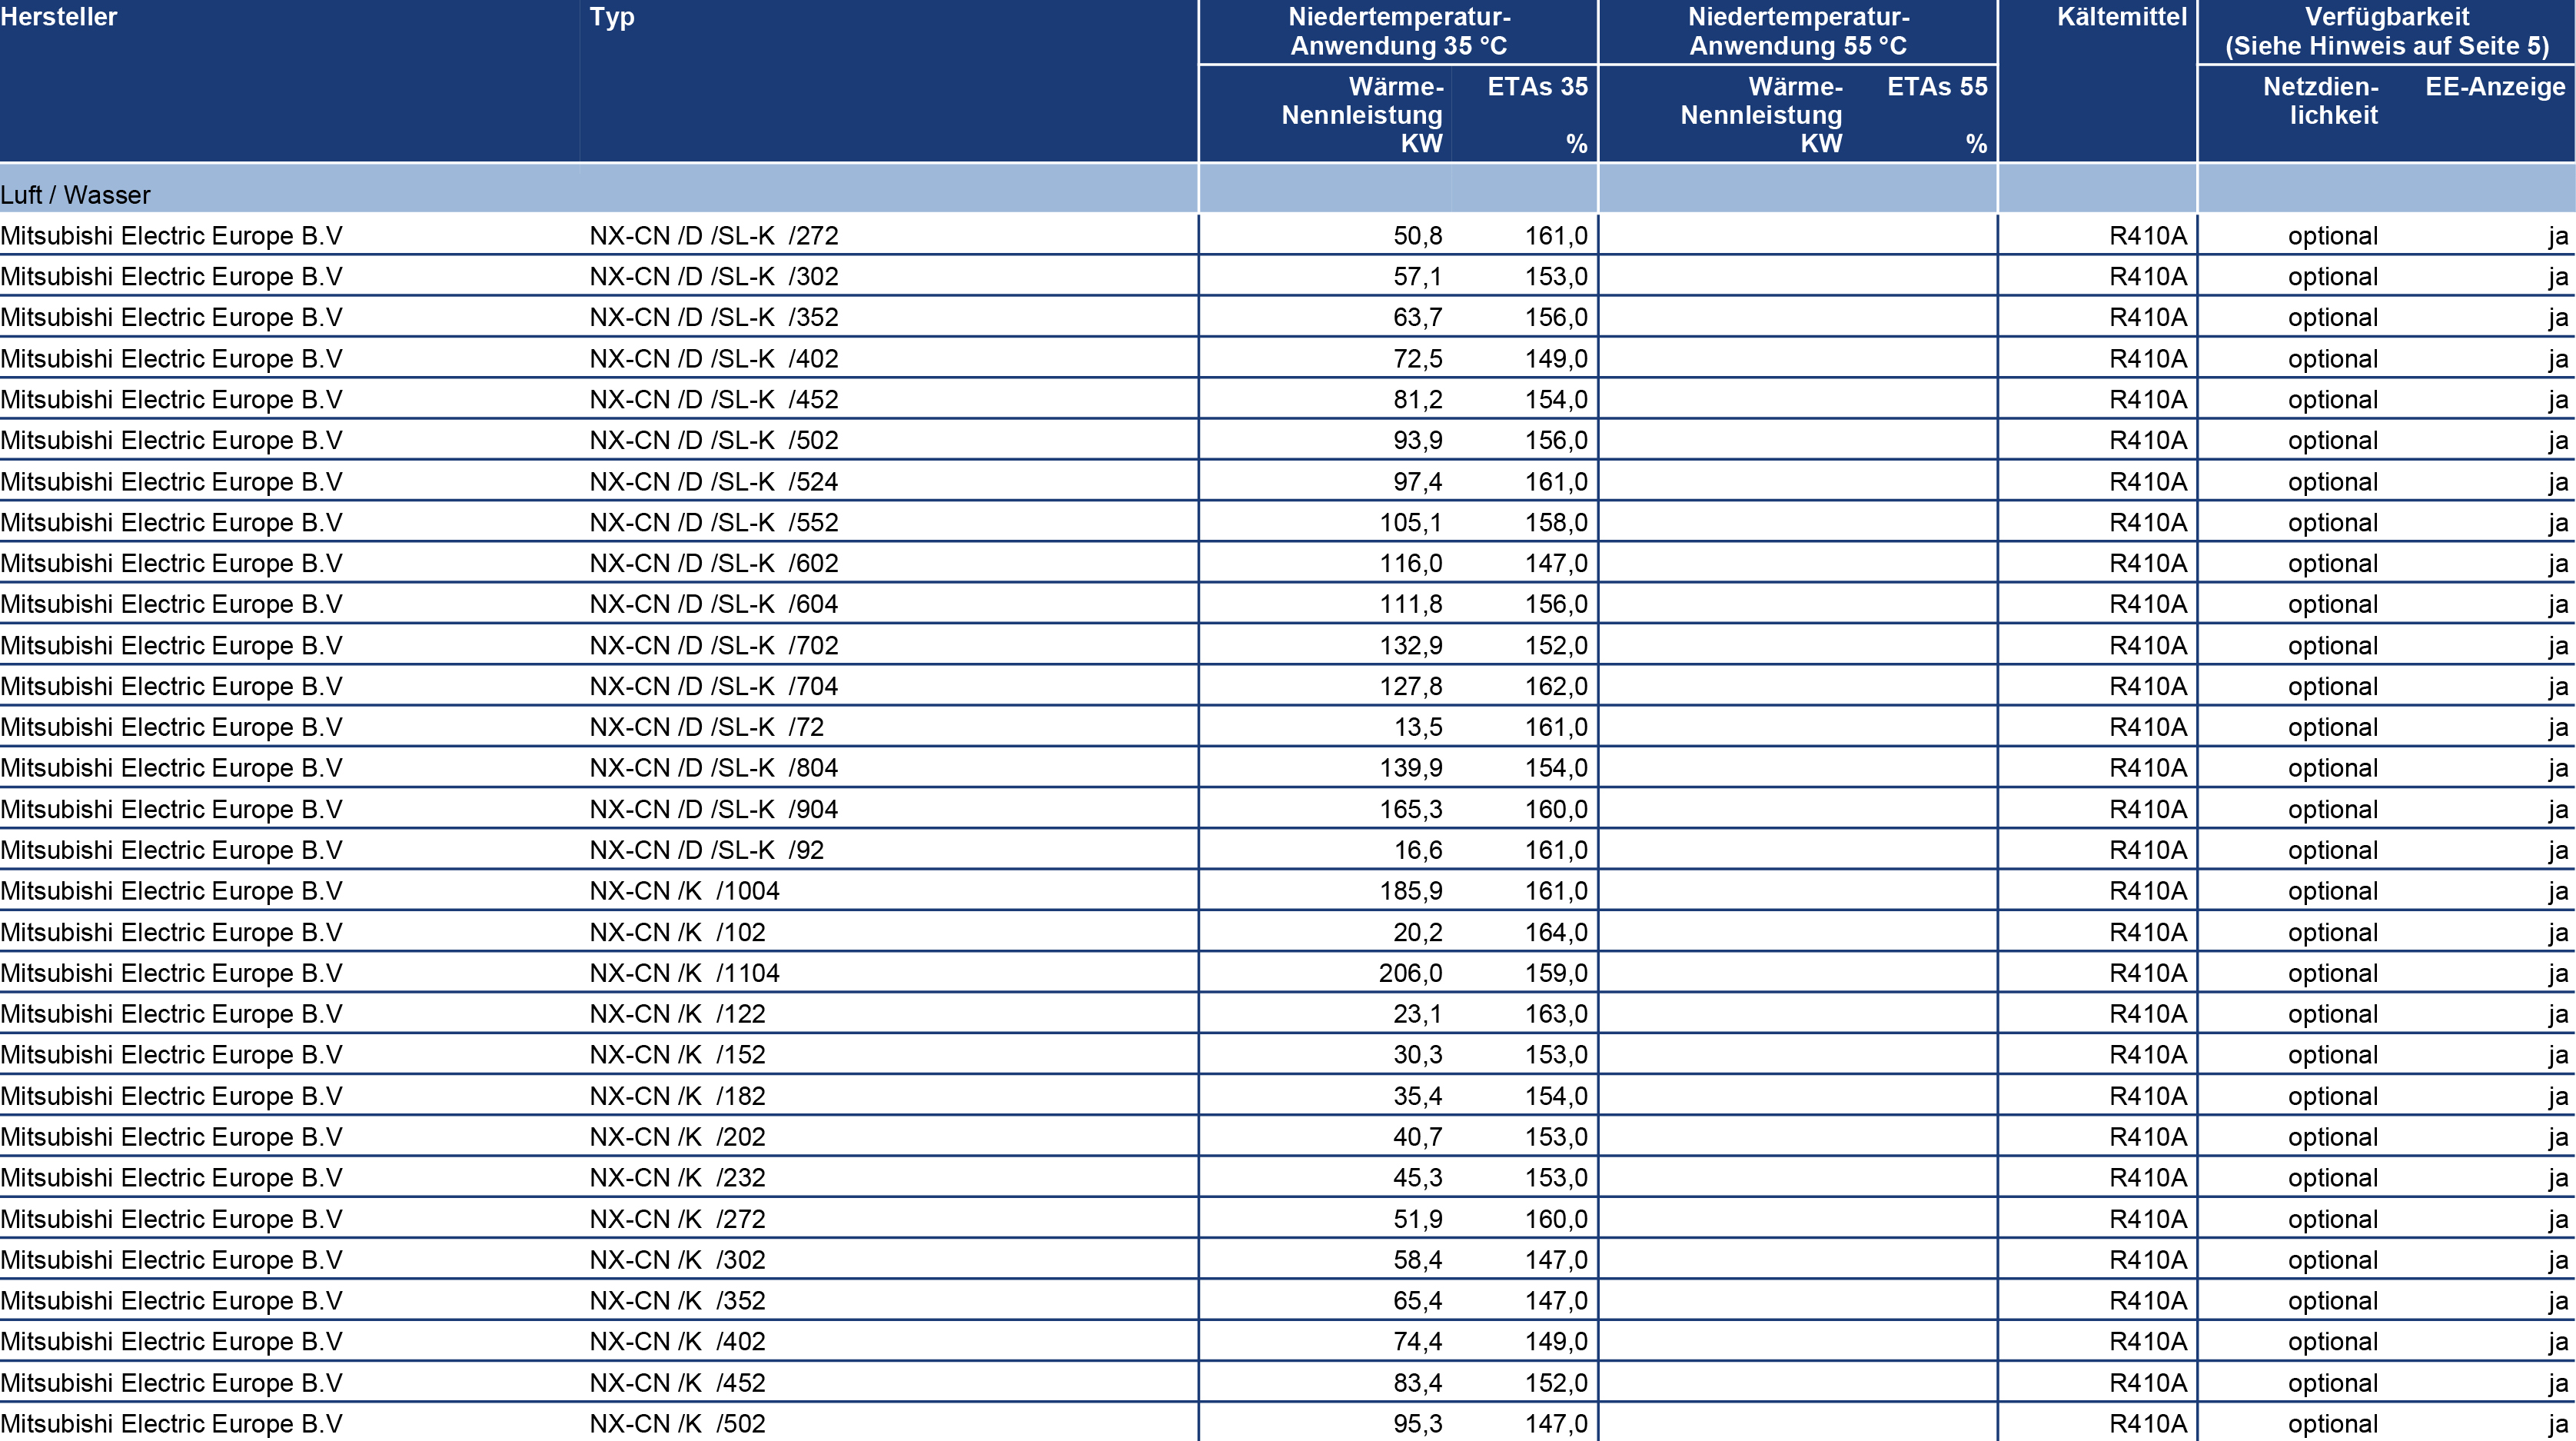 Hersteller Typ Niedertemperatur- Niedertemperatur- Kältemittel Verfügbarkeit
Anwendung 35 °C Anwendung 55 °C (Siehe Hinweis auf Seite 5)
Wärme- ETAs 35 Wärme- ETAs 55 Netzdien- EE-Anzeige
Nennleistung Nennleistung lichkeit
KW % KW %
Luft / Wasser
Mitsubishi Electric Europe B.V NX-CN /D /SL-K /272 50,8 161,0 R410A optional ja
Mitsubishi Electric Europe B.V NX-CN /D /SL-K /302 57,1 153,0 R410A optional ja
Mitsubishi Electric Europe B.V NX-CN /D /SL-K /352 63,7 156,0 R410A optional ja
Mitsubishi Electric Europe B.V NX-CN /D /SL-K /402 72,5 149,0 R410A optional ja
Mitsubishi Electric Europe B.V NX-CN /D /SL-K /452 81,2 154,0 R410A optional ja
Mitsubishi Electric Europe B.V NX-CN /D /SL-K /502 93,9 156,0 R410A optional ja
Mitsubishi Electric Europe B.V NX-CN /D /SL-K /524 97,4 161,0 R410A optional ja
Mitsubishi Electric Europe B.V NX-CN /D /SL-K /552 105,1 158,0 R410A optional ja
Mitsubishi Electric Europe B.V NX-CN /D /SL-K /602 116,0 147,0 R410A optional ja
Mitsubishi Electric Europe B.V NX-CN /D /SL-K /604 111,8 156,0 R410A optional ja
Mitsubishi Electric Europe B.V NX-CN /D /SL-K /702 132,9 152,0 R410A optional ja
Mitsubishi Electric Europe B.V NX-CN /D /SL-K /704 127,8 162,0 R410A optional ja
Mitsubishi Electric Europe B.V NX-CN /D /SL-K /72 13,5 161,0 R410A optional ja
Mitsubishi Electric Europe B.V NX-CN /D /SL-K /804 139,9 154,0 R410A optional ja
Mitsubishi Electric Europe B.V NX-CN /D /SL-K /904 165,3 160,0 R410A optional ja
Mitsubishi Electric Europe B.V NX-CN /D /SL-K /92 16,6 161,0 R410A optional ja
Mitsubishi Electric Europe B.V NX-CN /K /1004 185,9 161,0 R410A optional ja
Mitsubishi Electric Europe B.V NX-CN /K /102 20,2 164,0 R410A optional ja
Mitsubishi Electric Europe B.V NX-CN /K /1104 206,0 159,0 R410A optional ja
Mitsubishi Electric Europe B.V NX-CN /K /122 23,1 163,0 R410A optional ja
Mitsubishi Electric Europe B.V NX-CN /K /152 30,3 153,0 R410A optional ja
Mitsubishi Electric Europe B.V NX-CN /K /182 35,4 154,0 R410A optional ja
Mitsubishi Electric Europe B.V NX-CN /K /202 40,7 153,0 R410A optional ja
Mitsubishi Electric Europe B.V NX-CN /K /232 45,3 153,0 R410A optional ja
Mitsubishi Electric Europe B.V NX-CN /K /272 51,9 160,0 R410A optional ja
Mitsubishi Electric Europe B.V NX-CN /K /302 58,4 147,0 R410A optional ja
Mitsubishi Electric Europe B.V NX-CN /K /352 65,4 147,0 R410A optional ja
Mitsubishi Electric Europe B.V NX-CN /K /402 74,4 149,0 R410A optional ja
Mitsubishi Electric Europe B.V NX-CN /K /452 83,4 152,0 R410A optional ja
Mitsubishi Electric Europe B.V NX-CN /K /502 95,3 147,0 R410A optional ja